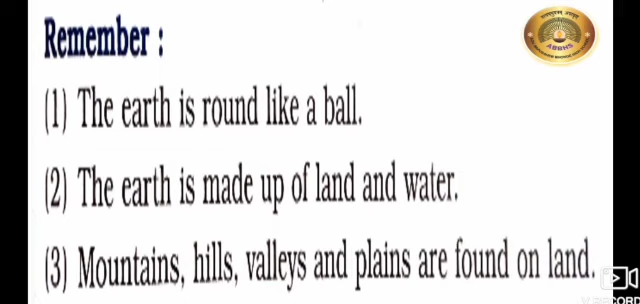 Remember :
ABBHS
(1) The earth is round like a ball.
(2) The earth is made up of land and water.
(3) Mountains, hills, valleys and plains are found on land.